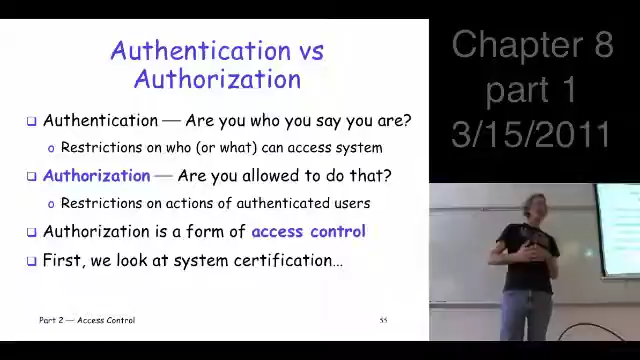 Authentication vs
Authorization
❑ Authentication — Are you who you say you are?
o Restrictions on who (or what) can access system
❑ Authorization — Are you allowed to do that?
o Restrictions on actions of authenticated users
❑ Authorization is a form of access control
❑ First, we look at system certification…
Part 2 — Access Control
55
Chapter 8
part 1
3/15/2011